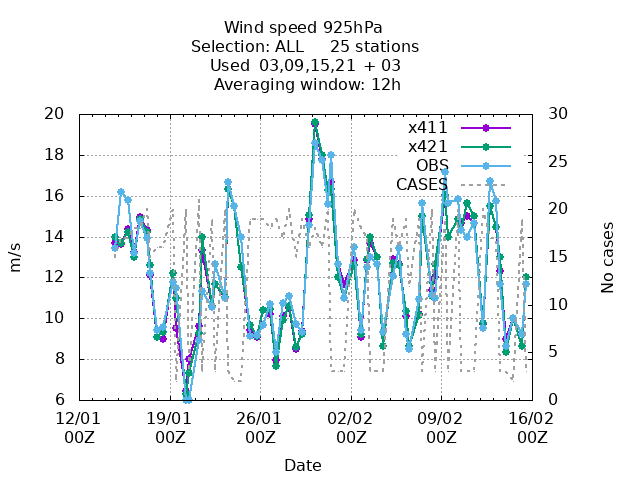 Wind speed 925hPa
Selection: ALL 25 stations
Used 03,09,15,21 + 03
Averaging window: 12h
20 30
x411
x421
OBS
CASES
18 25
16 20
14 15
12
10 10
8 5
6 0
m/s
No cases
12/01 19/01 26/01 02/02 09/02 16/02
00Z 00Z 00Z 00Z 00Z 00Z
Date